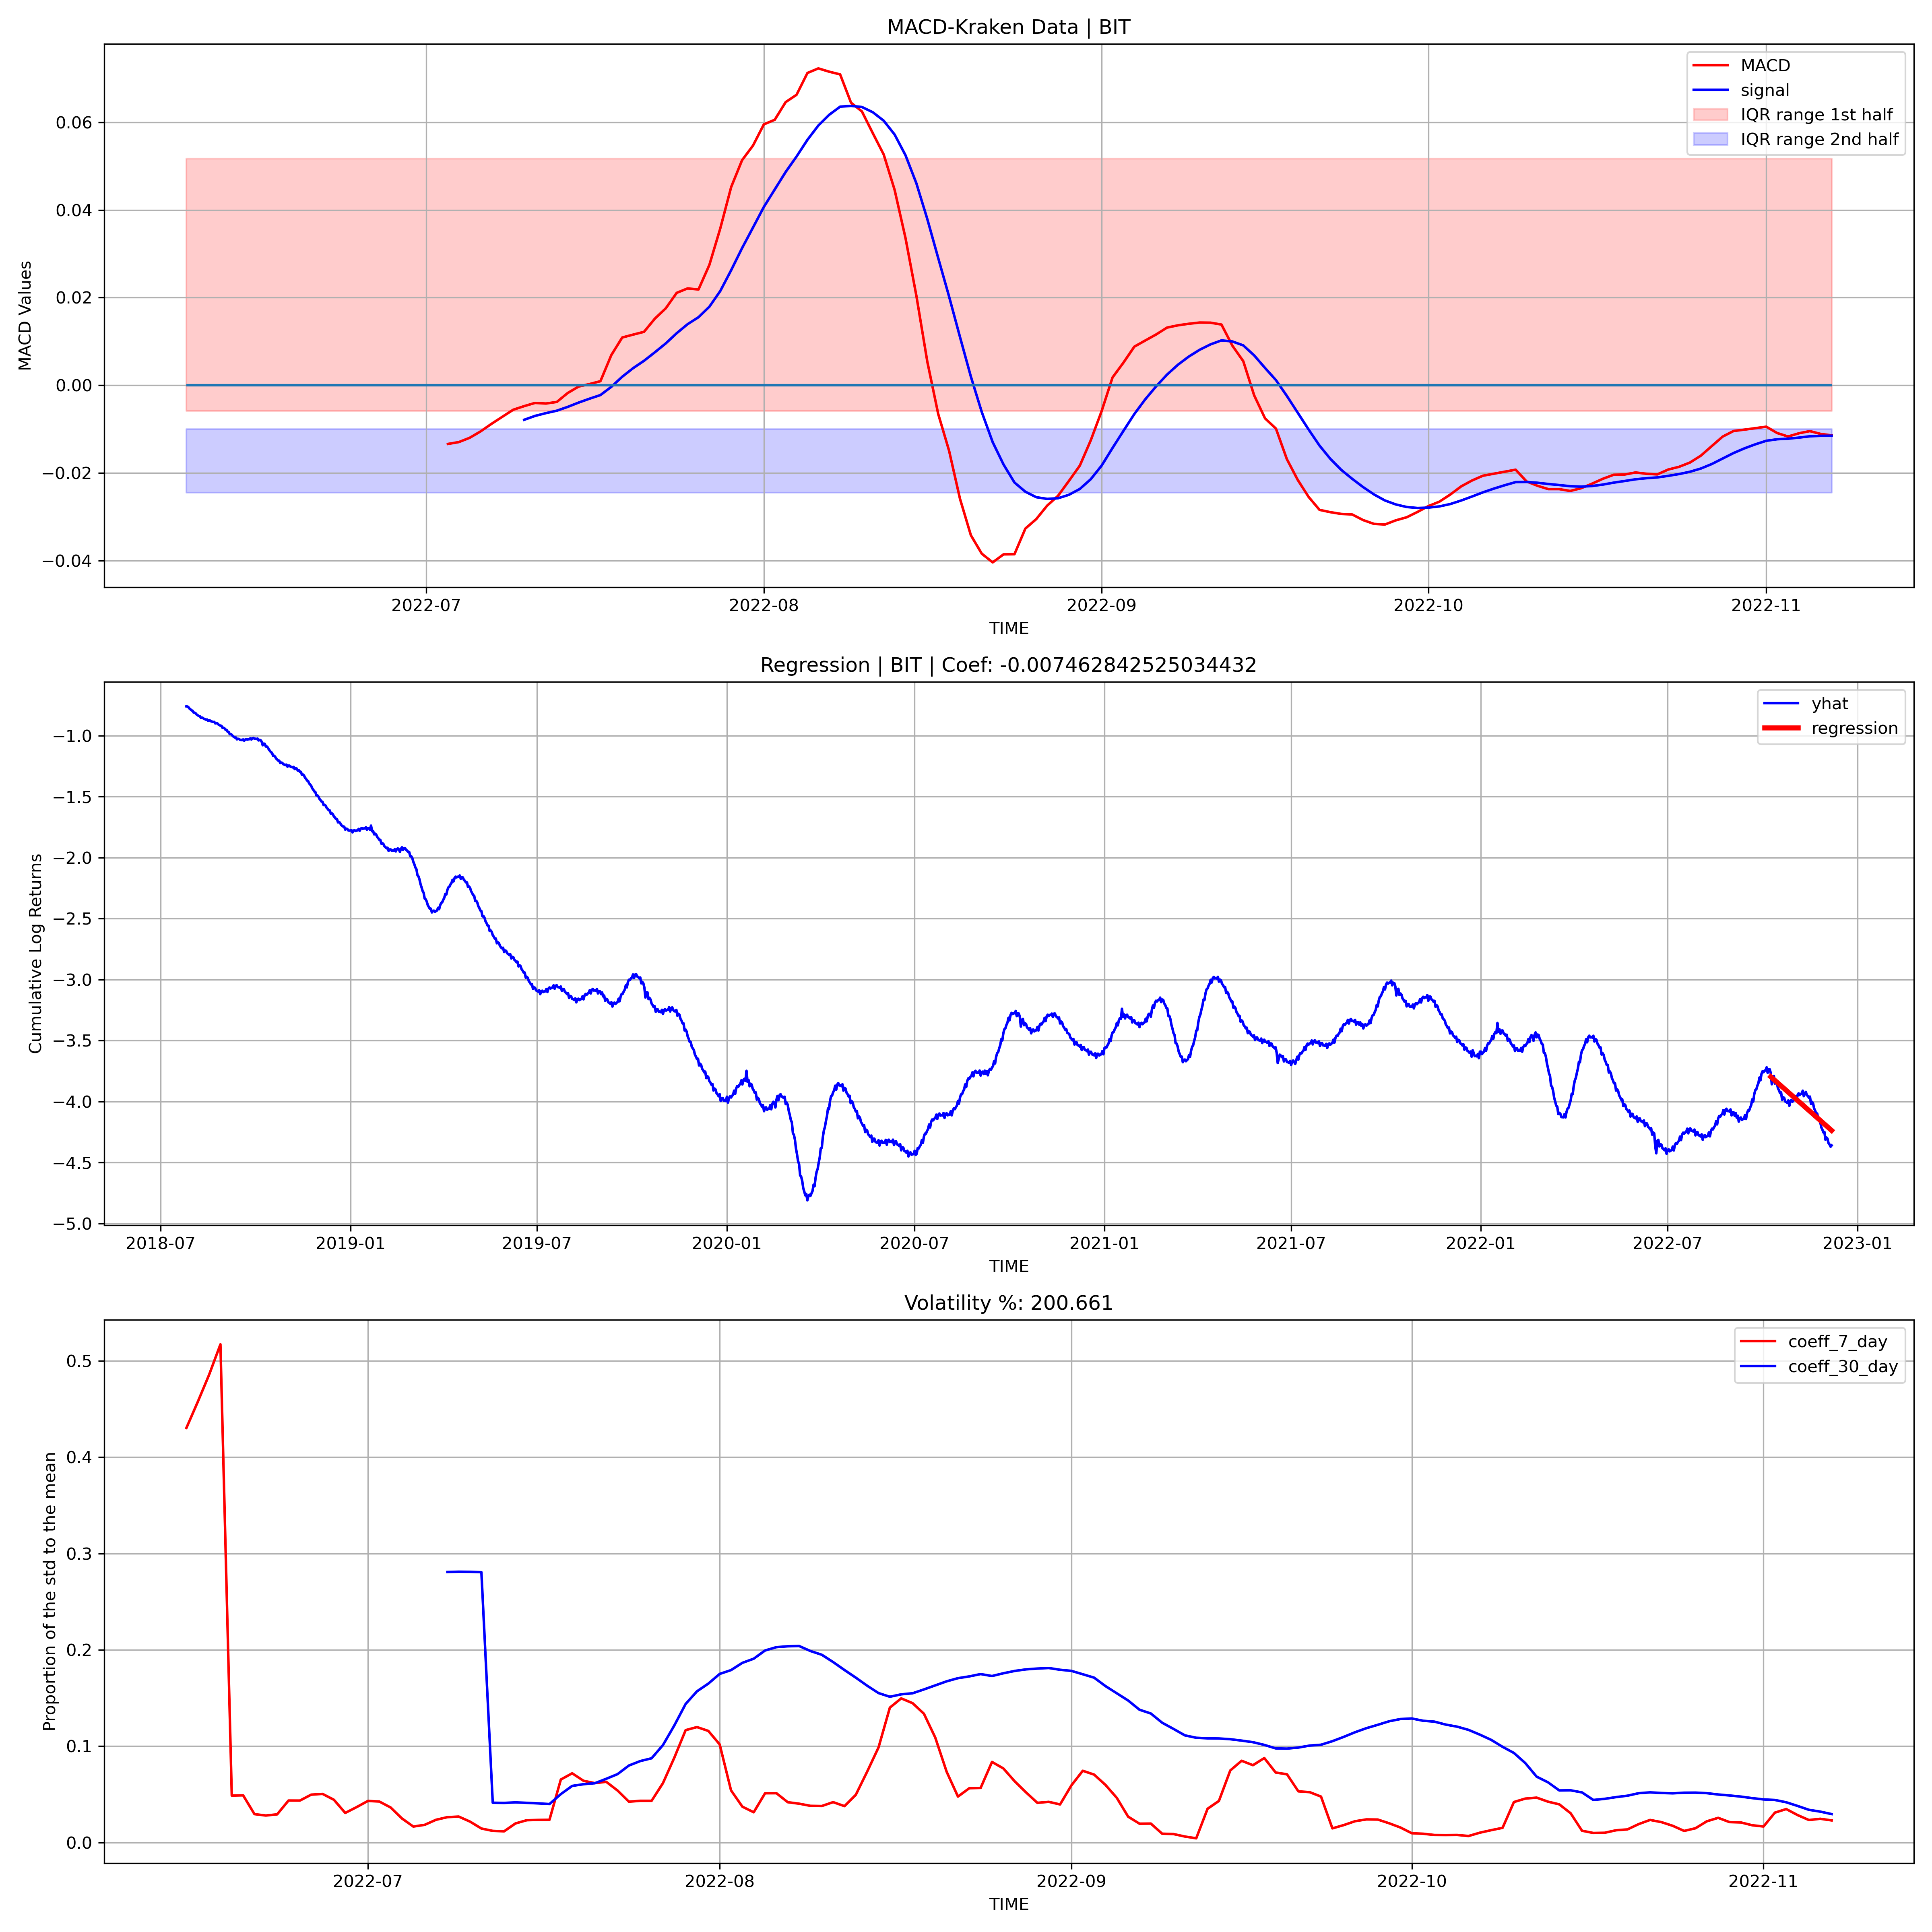 MACD-Kraken Data | BIT
MACD
signal
IQR range 1st half
IQR range 2nd half
0.06
0.04
0.02
0.00
−0.02
−0.04
MACD Values
2022-07 2022-08 2022-09 2022-10 2022-11
TIME
Regression | BIT | Coef: -0.007462842525034432
yhat
regression
−1.0
−1.5
−2.0
−2.5
−3.0
−3.5
−4.0
−4.5
−5.0
Cumulative Log Returns
2018-07 2019-01 2019-07 2020-01 2020-07 2021-01 2021-07 2022-01 2022-07 2023-01
TIME
Volatility %: 200.661
coeff_7_day
coeff_30_day
0.5
0.4
0.3
0.2
0.1
0.0
Proportion of the std to the mean
2022-07 2022-08 2022-09 2022-10 2022-11
TIME